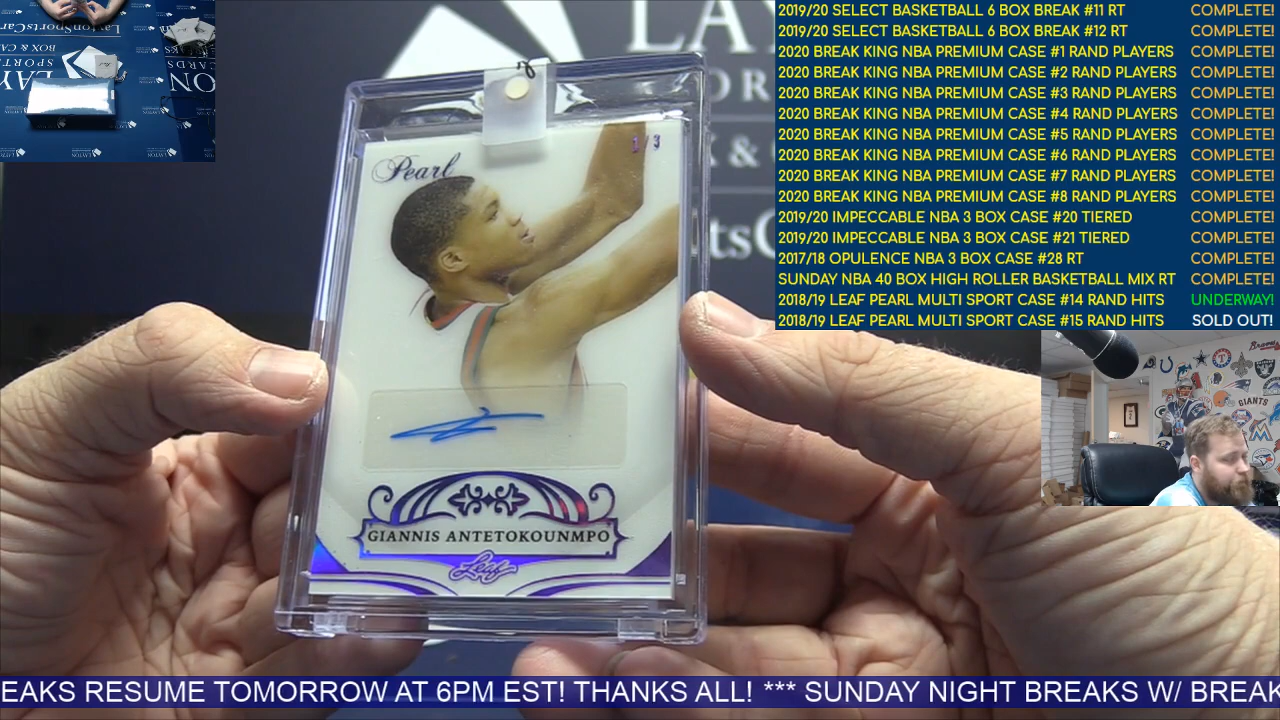 2019/20 SELECT BASKETBALL 6 BOX BREAK #11 RT COMPLETE!
2019/20 SELECT BASKETBALL 6 BOX BREAK #12 RT COMPLETE!
2020 BREAK KING NBA PREMIUM CASE #1 RAND PLAYERS COMPLETE!
2020 BREAK KING NBA PREMIUM CASE #2 RAND PLAYERS COMPLETE!
2020 BREAK KING NBA PREMIUM CASE #3 RAND PLAYERS COMPLETE!
2020 BREAK KING NBA PREMIUM CASE #4 RAND PLAYERS COMPLETE!
2020 BREAK KING NBA PREMIUM CASE #5 RAND PLAYERS COMPLETE!
2020 BREAK KING NBA PREMIUM CASE #6 RAND PLAYERS COMPLETE!
2020 BREAK KING NBA PREMIUM CASE #7 RAND PLAYERS COMPLETE!
2020 BREAK KING NBA PREMIUM CASE #8 RAND PLAYERS COMPLETE!
2019/20 IMPECCABLE NBA 3 BOX CASE #20 TIERED COMPLETE!
2019/20 IMPECCABLE NBA 3 BOX CASE #21 TIERED COMPLETE!
2017/18 OPULENCE NBA 3 BOX CASE #28 RT COMPLETE!
SUNDAY NBA 40 BOX HIGH ROLLER BASKETBALL MIX RT COMPLETE!
2018/19 LEAF PEARL MULTI SPORT CASE #14 RAND HITS UNDERWAY!
2018/19 LEAF PEARL MULTI SPORT CASE #15 RAND HITS SOLD OUT!
LAY
OR
&
tsC
Pearl
1/3
GIANNIS ANTETOKOUNMPO
Leaf
GIANTS
EAKS RESUME TOMORROW AT 6PM EST! THANKS ALL! *** SUNDAY NIGHT BREAKS W/ BREAK